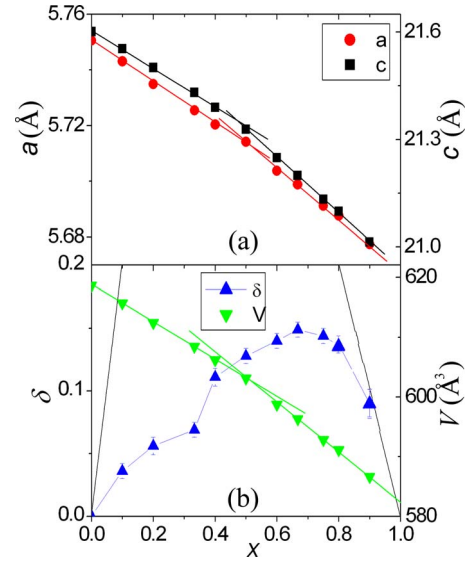 5.76
5.72
5.68
a (Å)
21.6
21.3
21.0
c (Å)
a
c
(a)
0.2
0.1
0.0
δ
δ
V
620
600
580
V (Å³)
(b)
0.0 0.2 0.4 0.6 0.8 1.0
x